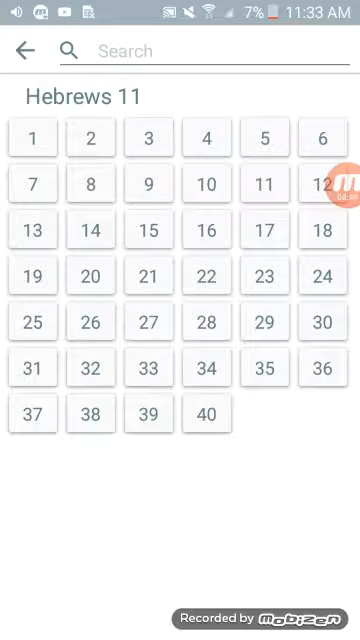 7% 11:33 AM
Search
Hebrews 11
1 2 3 4 5 6
7 8 9 10 11 12
13 14 15 16 17 18
19 20 21 22 23 24
25 26 27 28 29 30
31 32 33 34 35 36
37 38 39 40
Recorded by MOBIZEN